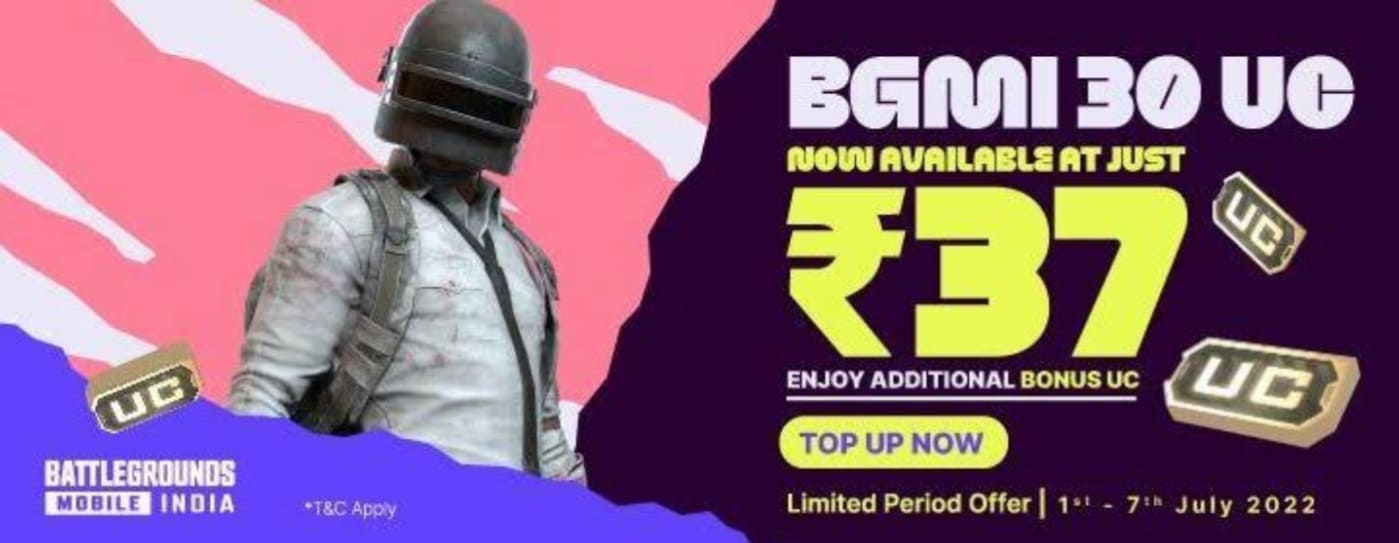 BGMI 30 UC
NOW AVAILABLE AT JUST
₹37
ENJOY ADDITIONAL BONUS UC
TOP UP NOW
Limited Period Offer | 1st - 7th July 2022
UC
UC
UC
BATTLEGROUNDS
MOBILE INDIA
*T&C Apply